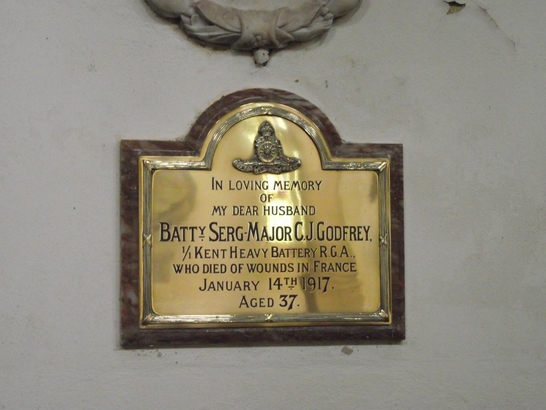 IN LOVING MEMORY
OF
MY DEAR HUSBAND
BATTY SERG-MAJOR C.J. GODFREY,
1/1 KENT HEAVY BATTERY R.G.A.,
WHO DIED OF WOUNDS IN FRANCE
JANUARY 14TH 1917.
AGED 37.